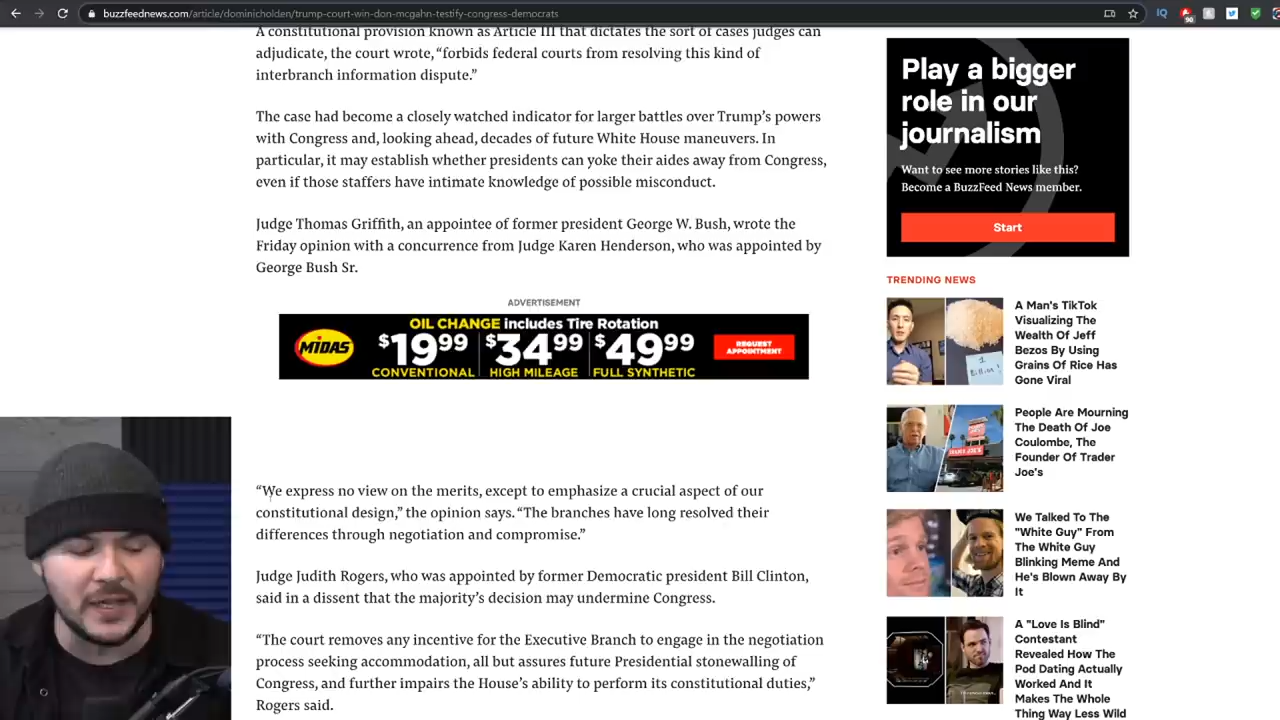 buzzfeednews.com/article/dominicholden/trump-court-win-don-mcgahn-testify-congress-democrats
A constitutional provision known as Article III that dictates the sort of cases judges can
adjudicate, the court wrote, “forbids federal courts from resolving this kind of
interbranch information dispute.”
The case had become a closely watched indicator for larger battles over Trump’s powers
with Congress and, looking ahead, decades of future White House maneuvers. In
particular, it may establish whether presidents can yoke their aides away from Congress,
even if those staffers have intimate knowledge of possible misconduct.
Judge Thomas Griffith, an appointee of former president George W. Bush, wrote the
Friday opinion with a concurrence from Judge Karen Henderson, who was appointed by
George Bush Sr.
ADVERTISEMENT
MIDAS
OIL CHANGE includes Tire Rotation
$19⁹⁹ $34⁹⁹ $49⁹⁹
CONVENTIONAL HIGH MILEAGE FULL SYNTHETIC
REQUEST
APPOINTMENT
“We express no view on the merits, except to emphasize a crucial aspect of our
constitutional design,” the opinion says. “The branches have long resolved their
differences through negotiation and compromise.”
Judge Judith Rogers, who was appointed by former Democratic president Bill Clinton,
said in a dissent that the majority’s decision may undermine Congress.
“The court removes any incentive for the Executive Branch to engage in the negotiation
process seeking accommodation, all but assures future Presidential stonewalling of
Congress, and further impairs the House’s ability to perform its constitutional duties,”
Rogers said.
Play a bigger
role in our
journalism
Want to see more stories like this?
Become a BuzzFeed News member.
Start
TRENDING NEWS
A Man's TikTok
Visualizing The
Wealth Of Jeff
Bezos By Using
Grains Of Rice Has
Gone Viral
People Are Mourning
The Death Of Joe
Coulombe, The
Founder Of Trader
Joe's
We Talked To The
"White Guy" From
The White Guy
Blinking Meme And
He's Blown Away By
It
A "Love Is Blind"
Contestant
Revealed How The
Pod Dating Actually
Worked And It
Makes The Whole
Thing Way Less Wild